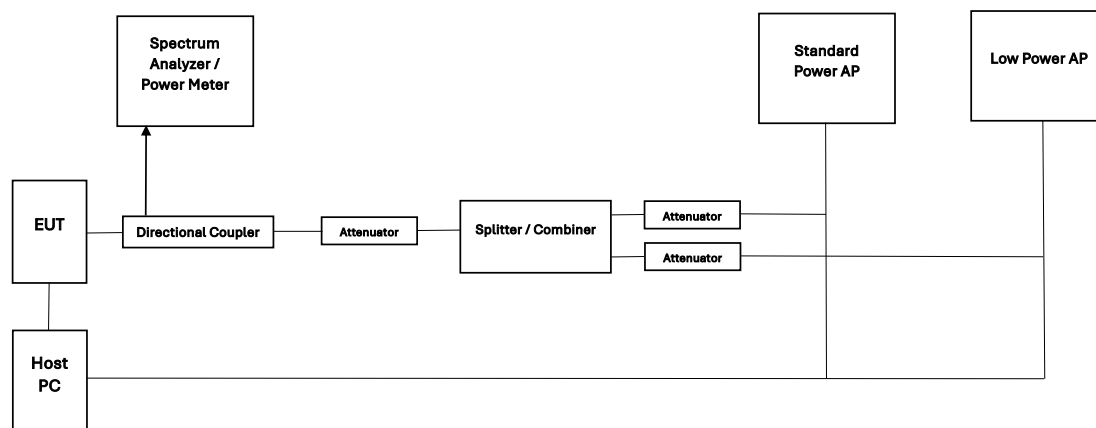 Spectrum
Analyzer /
Power Meter
Standard
Power AP
Low Power AP
EUT
Directional Coupler
Attenuator
Splitter / Combiner
Attenuator
Attenuator
Host
PC